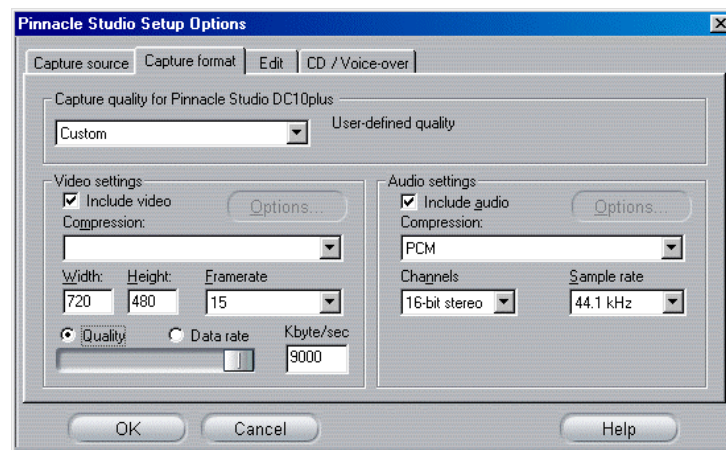 Pinnacle Studio Setup Options
Capture source Capture format Edit CD / Voice-over
Capture quality for Pinnacle Studio DC10plus
Custom User-defined quality
Video settings
Include video Options...
Compression:
Width: Height: Framerate
720 480 15
Quality Data rate Kbyte/sec
9000
Audio settings
Include audio Options...
Compression:
PCM
Channels Sample rate
16-bit stereo 44.1 kHz
OK Cancel Help